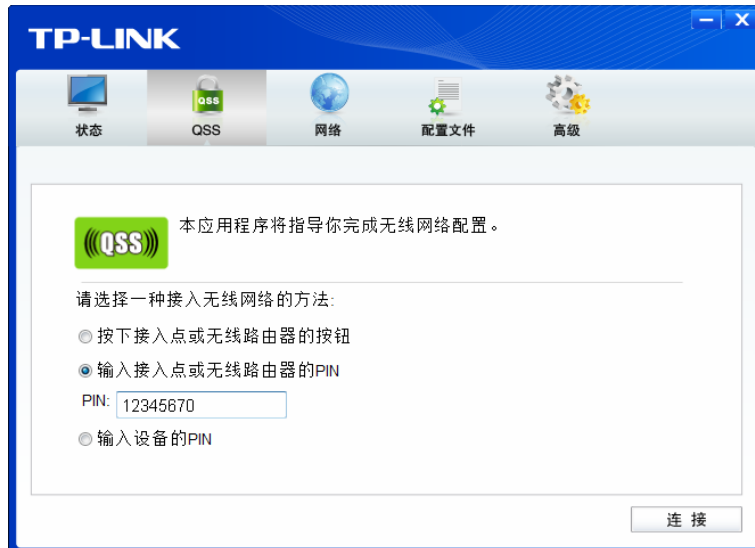 TP-LINK
状态
QSS
QSS
网络
配置文件
高级
QSS
本应用程序将指导你完成无线网络配置。
请选择一种接入无线网络的方法:
按下接入点或无线路由器的按钮
输入接入点或无线路由器的PIN
PIN: 12345670
输入设备的PIN
连 接